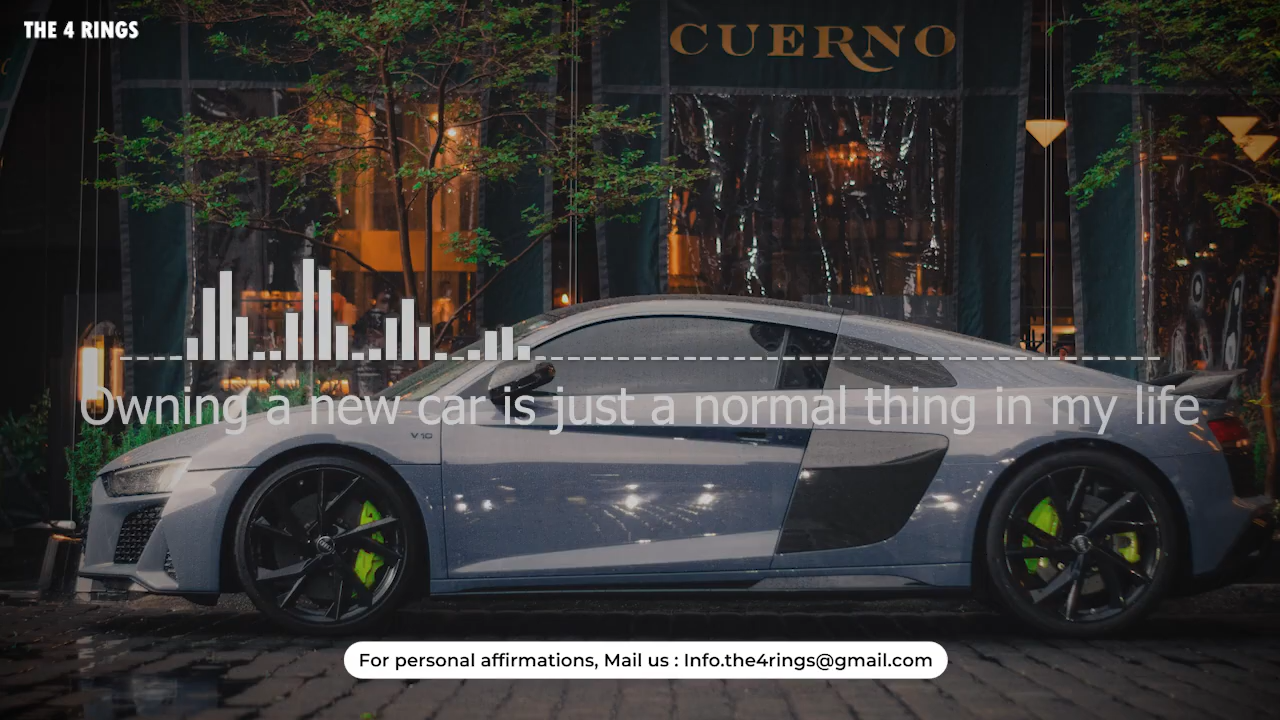 THE 4 RINGS
CUERNO
Owning a new car is just a normal thing in my life
V10
For personal affirmations, Mail us : Info.the4rings@gmail.com